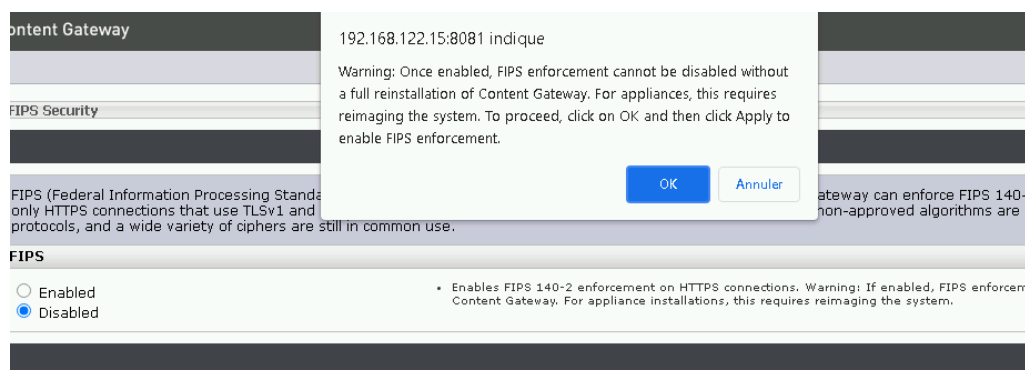 ontent Gateway
192.168.122.15:8081 indique
Warning: Once enabled, FIPS enforcement cannot be disabled without
a full reinstallation of Content Gateway. For appliances, this requires
reimaging the system. To proceed, click on OK and then click Apply to
enable FIPS enforcement.
OK Annuler
FIPS Security
FIPS (Federal Information Processing Standa ateway can enforce FIPS 140-
only HTTPS connections that use TLSv1 and non-approved algorithms are
protocols, and a wide variety of ciphers are still in common use.
FIPS
Enabled
Disabled
• Enables FIPS 140-2 enforcement on HTTPS connections. Warning: If enabled, FIPS enforcem
Content Gateway. For appliance installations, this requires reimaging the system.